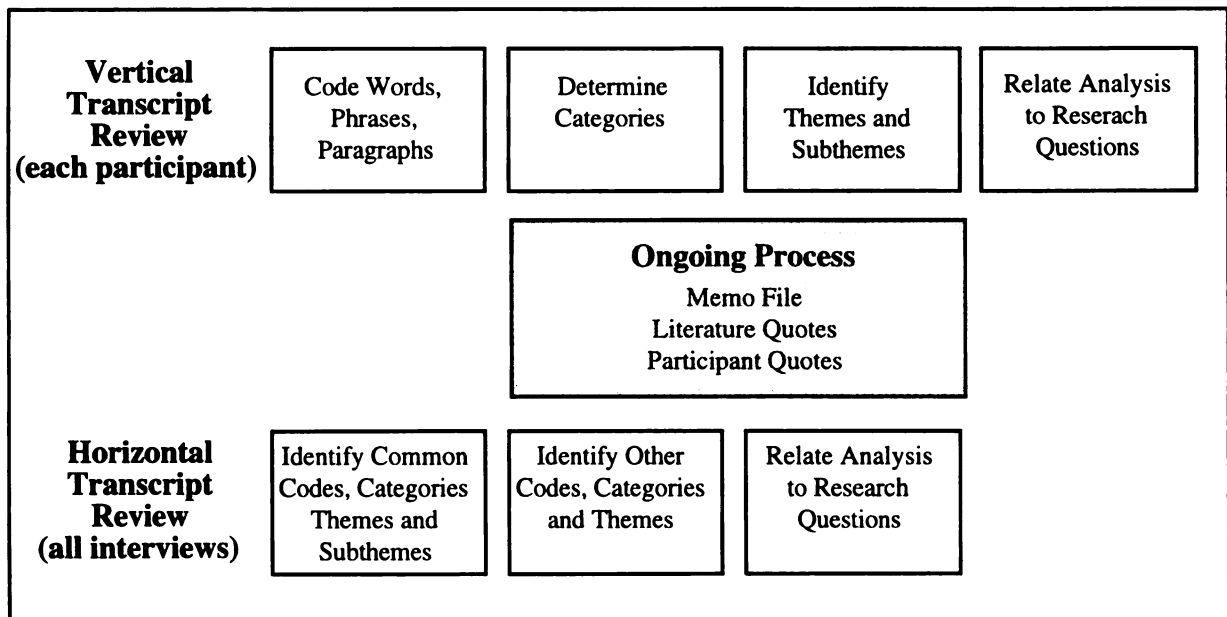 Vertical
Transcript
Review
(each participant)
Code Words,
Phrases,
Paragraphs
Determine
Categories
Identify
Themes and
Subthemes
Relate Analysis
to Reserach
Questions
Ongoing Process
Memo File
Literature Quotes
Participant Quotes
Horizontal
Transcript
Review
(all interviews)
Identify Common
Codes, Categories
Themes and
Subthemes
Identify Other
Codes, Categories
and Themes
Relate Analysis
to Research
Questions